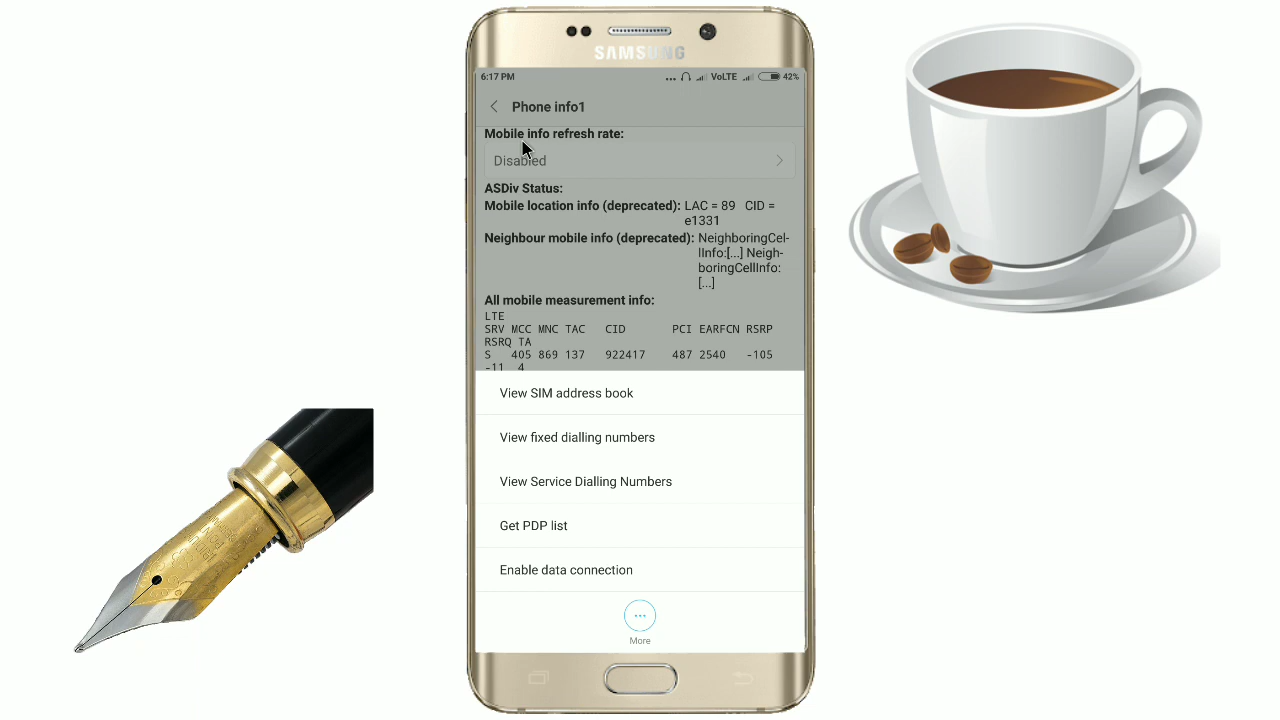 SAMSUNG
6:17 PM ... VoLTE 42%
Phone info1
Mobile info refresh rate:
Disabled
ASDiv Status:
Mobile location info (deprecated): LAC = 89 CID =
e1331
Neighbour mobile info (deprecated): NeighboringCel-
lInfo:[...] Neigh-
boringCellInfo:
[...]
All mobile measurement info:
LTE
SRV MCC MNC TAC CID PCI EARFCN RSRP
RSRQ TA
S 405 869 137 922417 487 2540 -105
-11 4
View SIM address book
View fixed dialling numbers
View Service Dialling Numbers
Get PDP list
Enable data connection
More